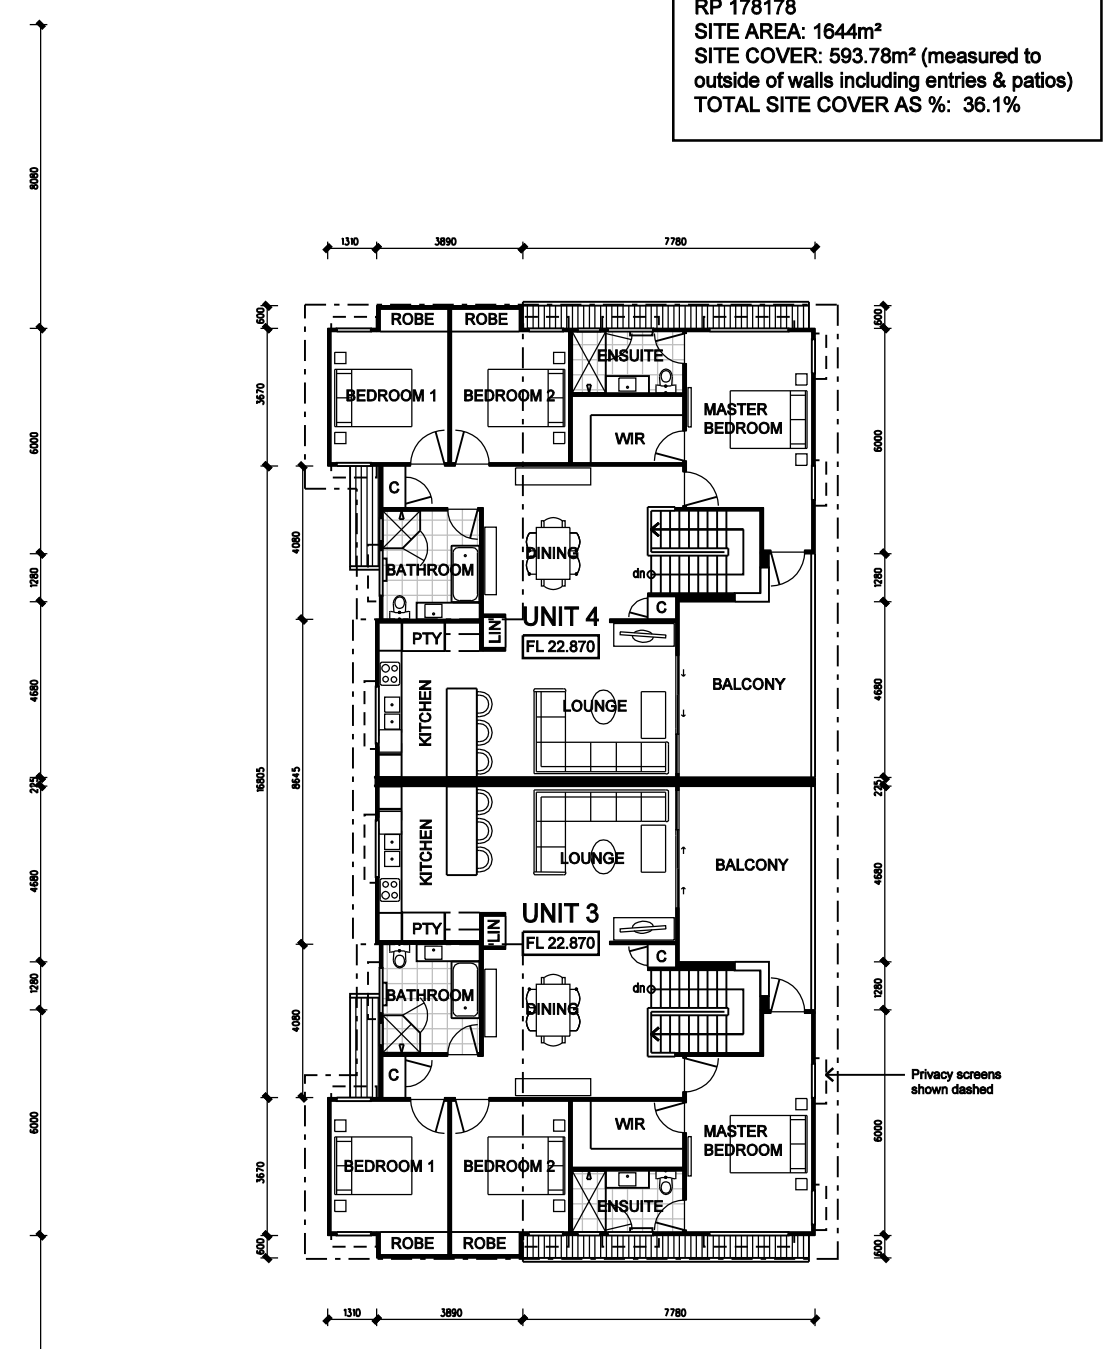 RP 178178
SITE AREA: 1644m²
SITE COVER: 593.78m² (measured to
outside of walls including entries & patios)
TOTAL SITE COVER AS %: 36.1%
8080
1310
3890
7780
600
ROBE
ROBE
600
ENSUITE
3670
BEDROOM 1
BEDROOM 2
MASTER
BEDROOM
6000
WIR
6000
C
4080
DINING
BATHROOM
dn
1280
1280
C
UNIT 4
LIN
PTY
FL 22.870
4680
KITCHEN
LOUNGE
BALCONY
4680
16805
8645
225
225
KITCHEN
LOUNGE
BALCONY
4680
4680
UNIT 3
PTY
LIN
FL 22.870
C
1280
BATHROOM
dn
1280
4080
DINING
C
Privacy screens
shown dashed
6000
WIR
MASTER
BEDROOM
6000
3670
BEDROOM 1
BEDROOM 2
ENSUITE
600
ROBE
ROBE
600
1310
3890
7780